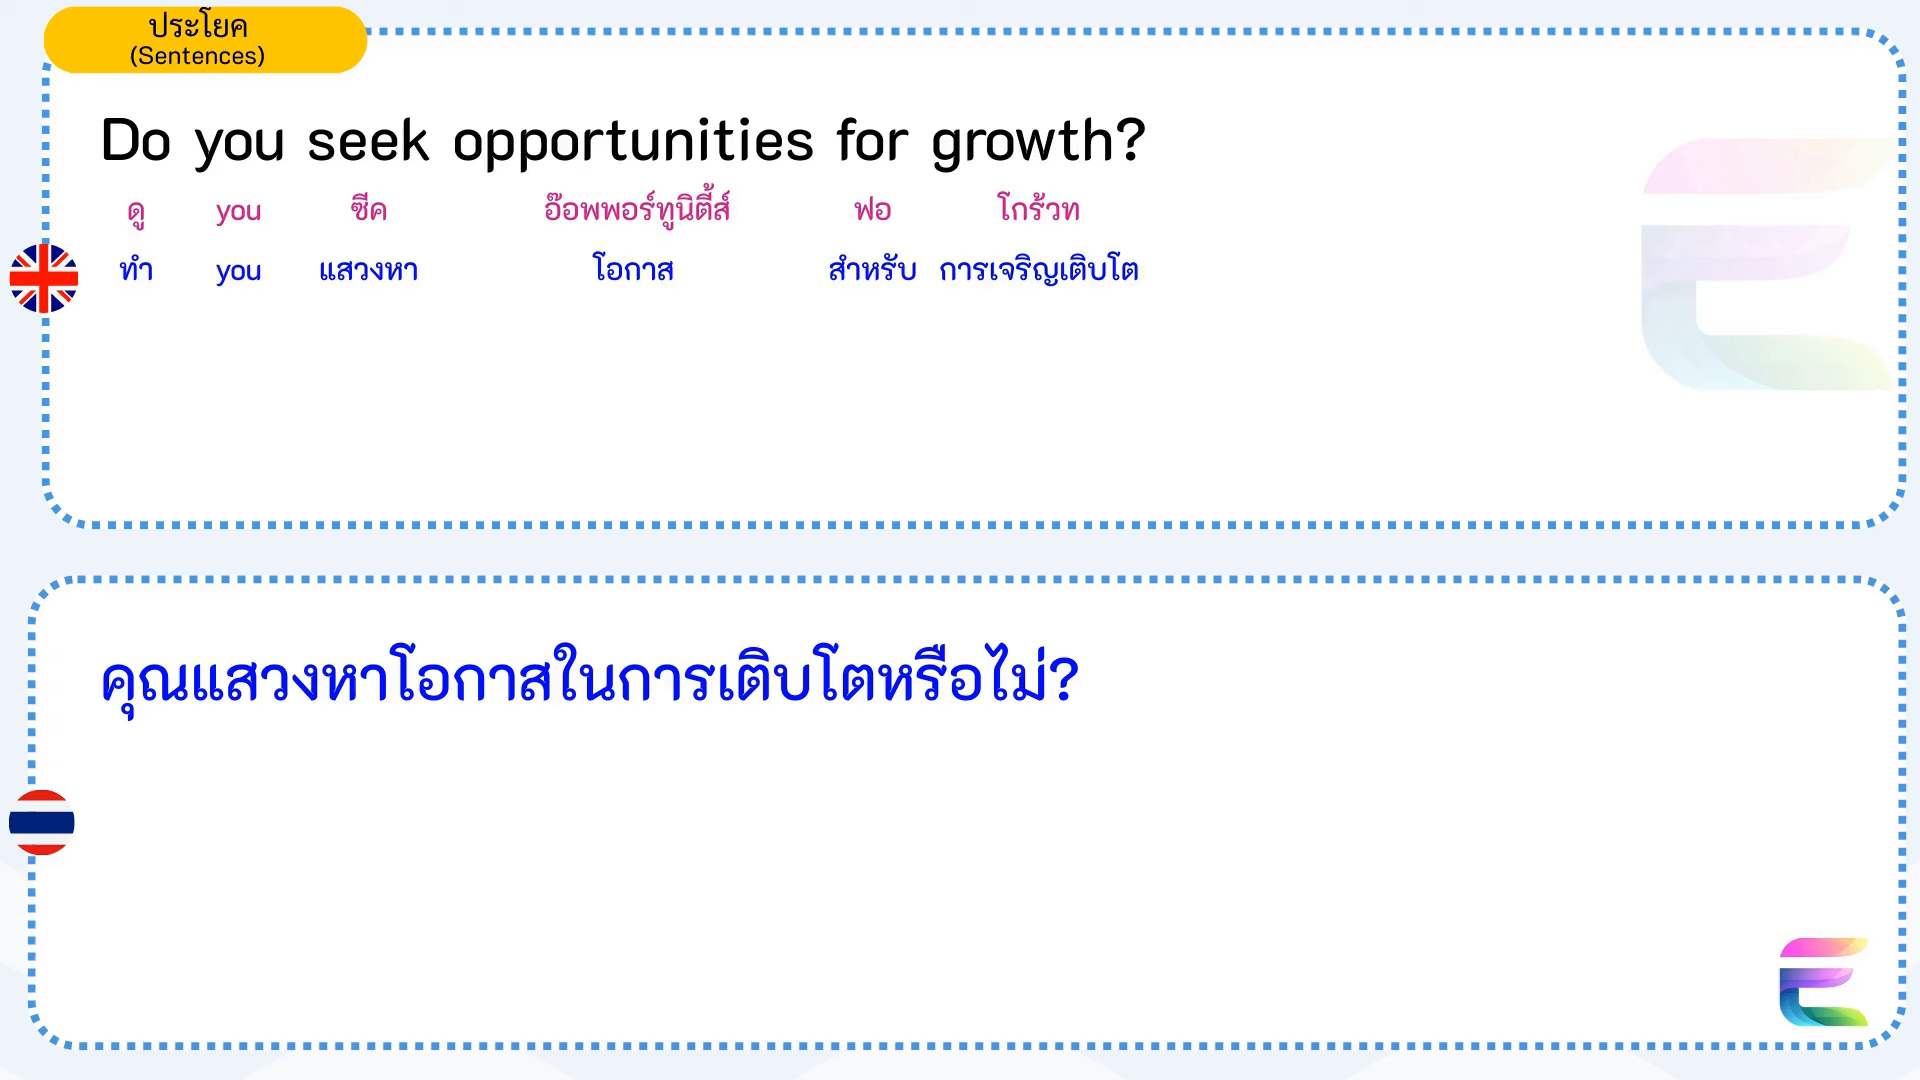 ประโยค
(Sentences)
Do you seek opportunities for growth?
ดู you ซีค อ๊อพพอร์ทูนิตี้ส์ ฟอ โกร้วท
ทำ you แสวงหา โอกาส สำหรับ การเจริญเติบโต
คุณแสวงหาโอกาสในการเติบโตหรือไม่?